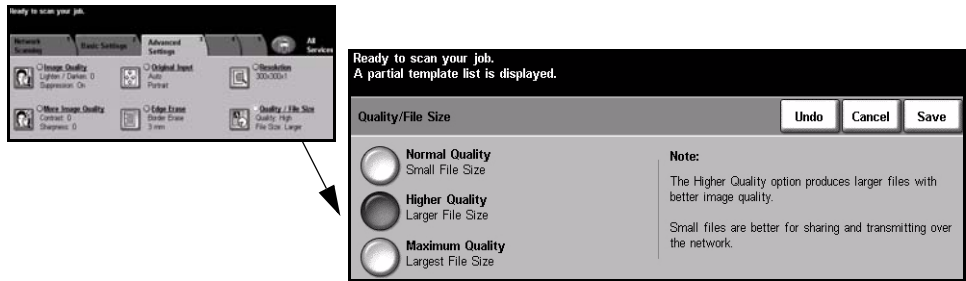 Ready to scan your job.
Network Scanning
Basic Settings
Advanced Settings
All Services
Image Quality
Lighten / Darken: 0
Suppression: On
Original Input
Auto
Portrait
Resolution
300x300x1
More Image Quality
Contrast: 0
Sharpness: 0
Edge Erase
Border Erase
3 mm
Quality / File Size
Quality: High
File Size: Larger
Ready to scan your job.
A partial template list is displayed.
Quality/File Size
Undo
Cancel
Save
Normal Quality
Small File Size
Higher Quality
Larger File Size
Maximum Quality
Largest File Size
Note:
The Higher Quality option produces larger files with
better image quality.
Small files are better for sharing and transmitting over
the network.